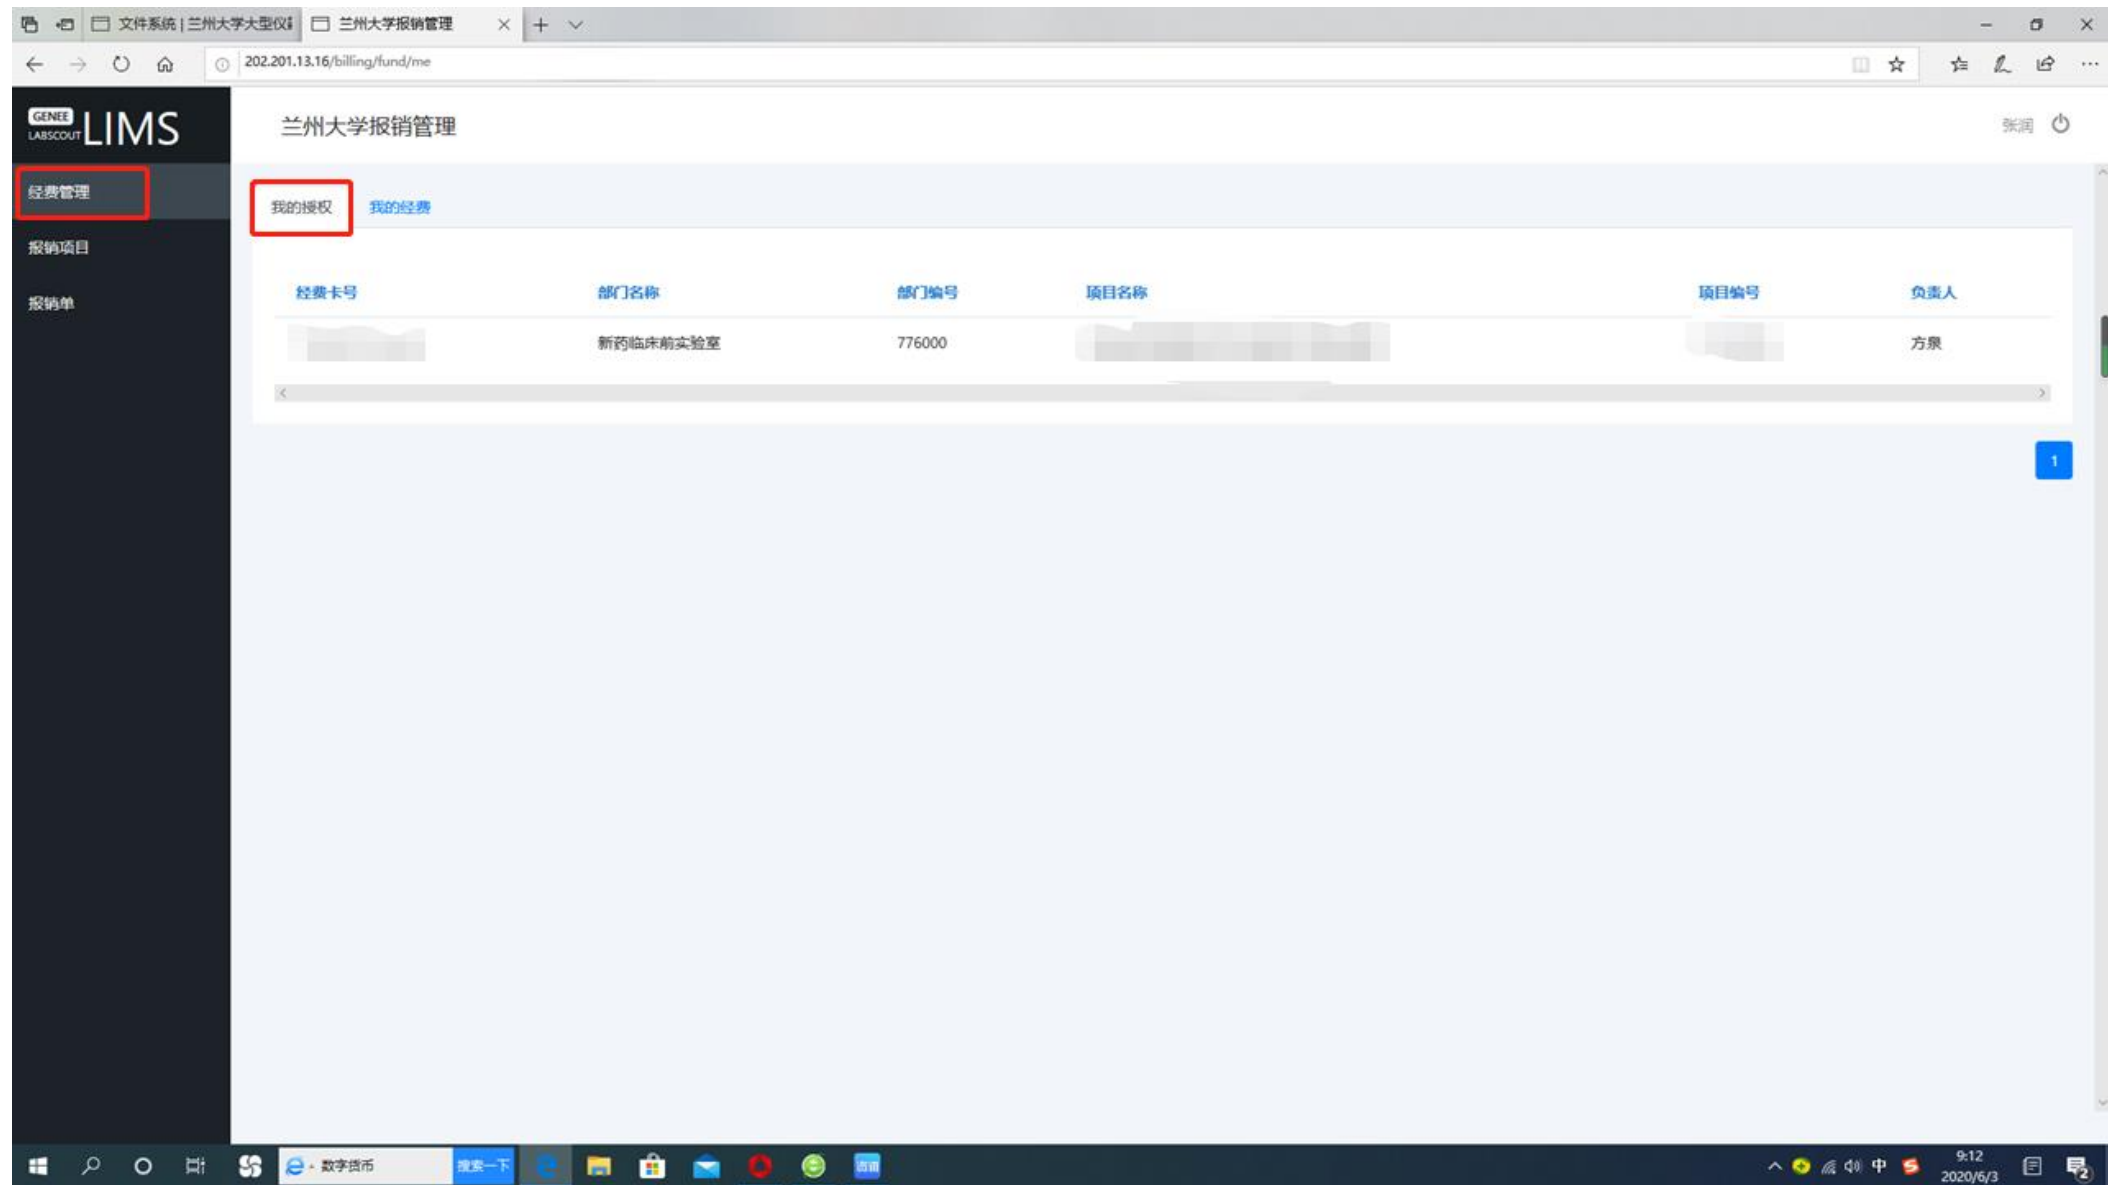 文件系统 | 兰州大学大型仪器
兰州大学报销管理
202.201.13.16/billing/fund/me
GENEE
LABSCOUT
LIMS
兰州大学报销管理
张润
经费管理
报销项目
报销单
我的授权
我的经费
经费卡号 部门名称 部门编号 项目名称 项目编号 负责人
新药临床前实验室 776000 方泉
1
数字货币
搜索一下
中
9:12
2020/6/3
2